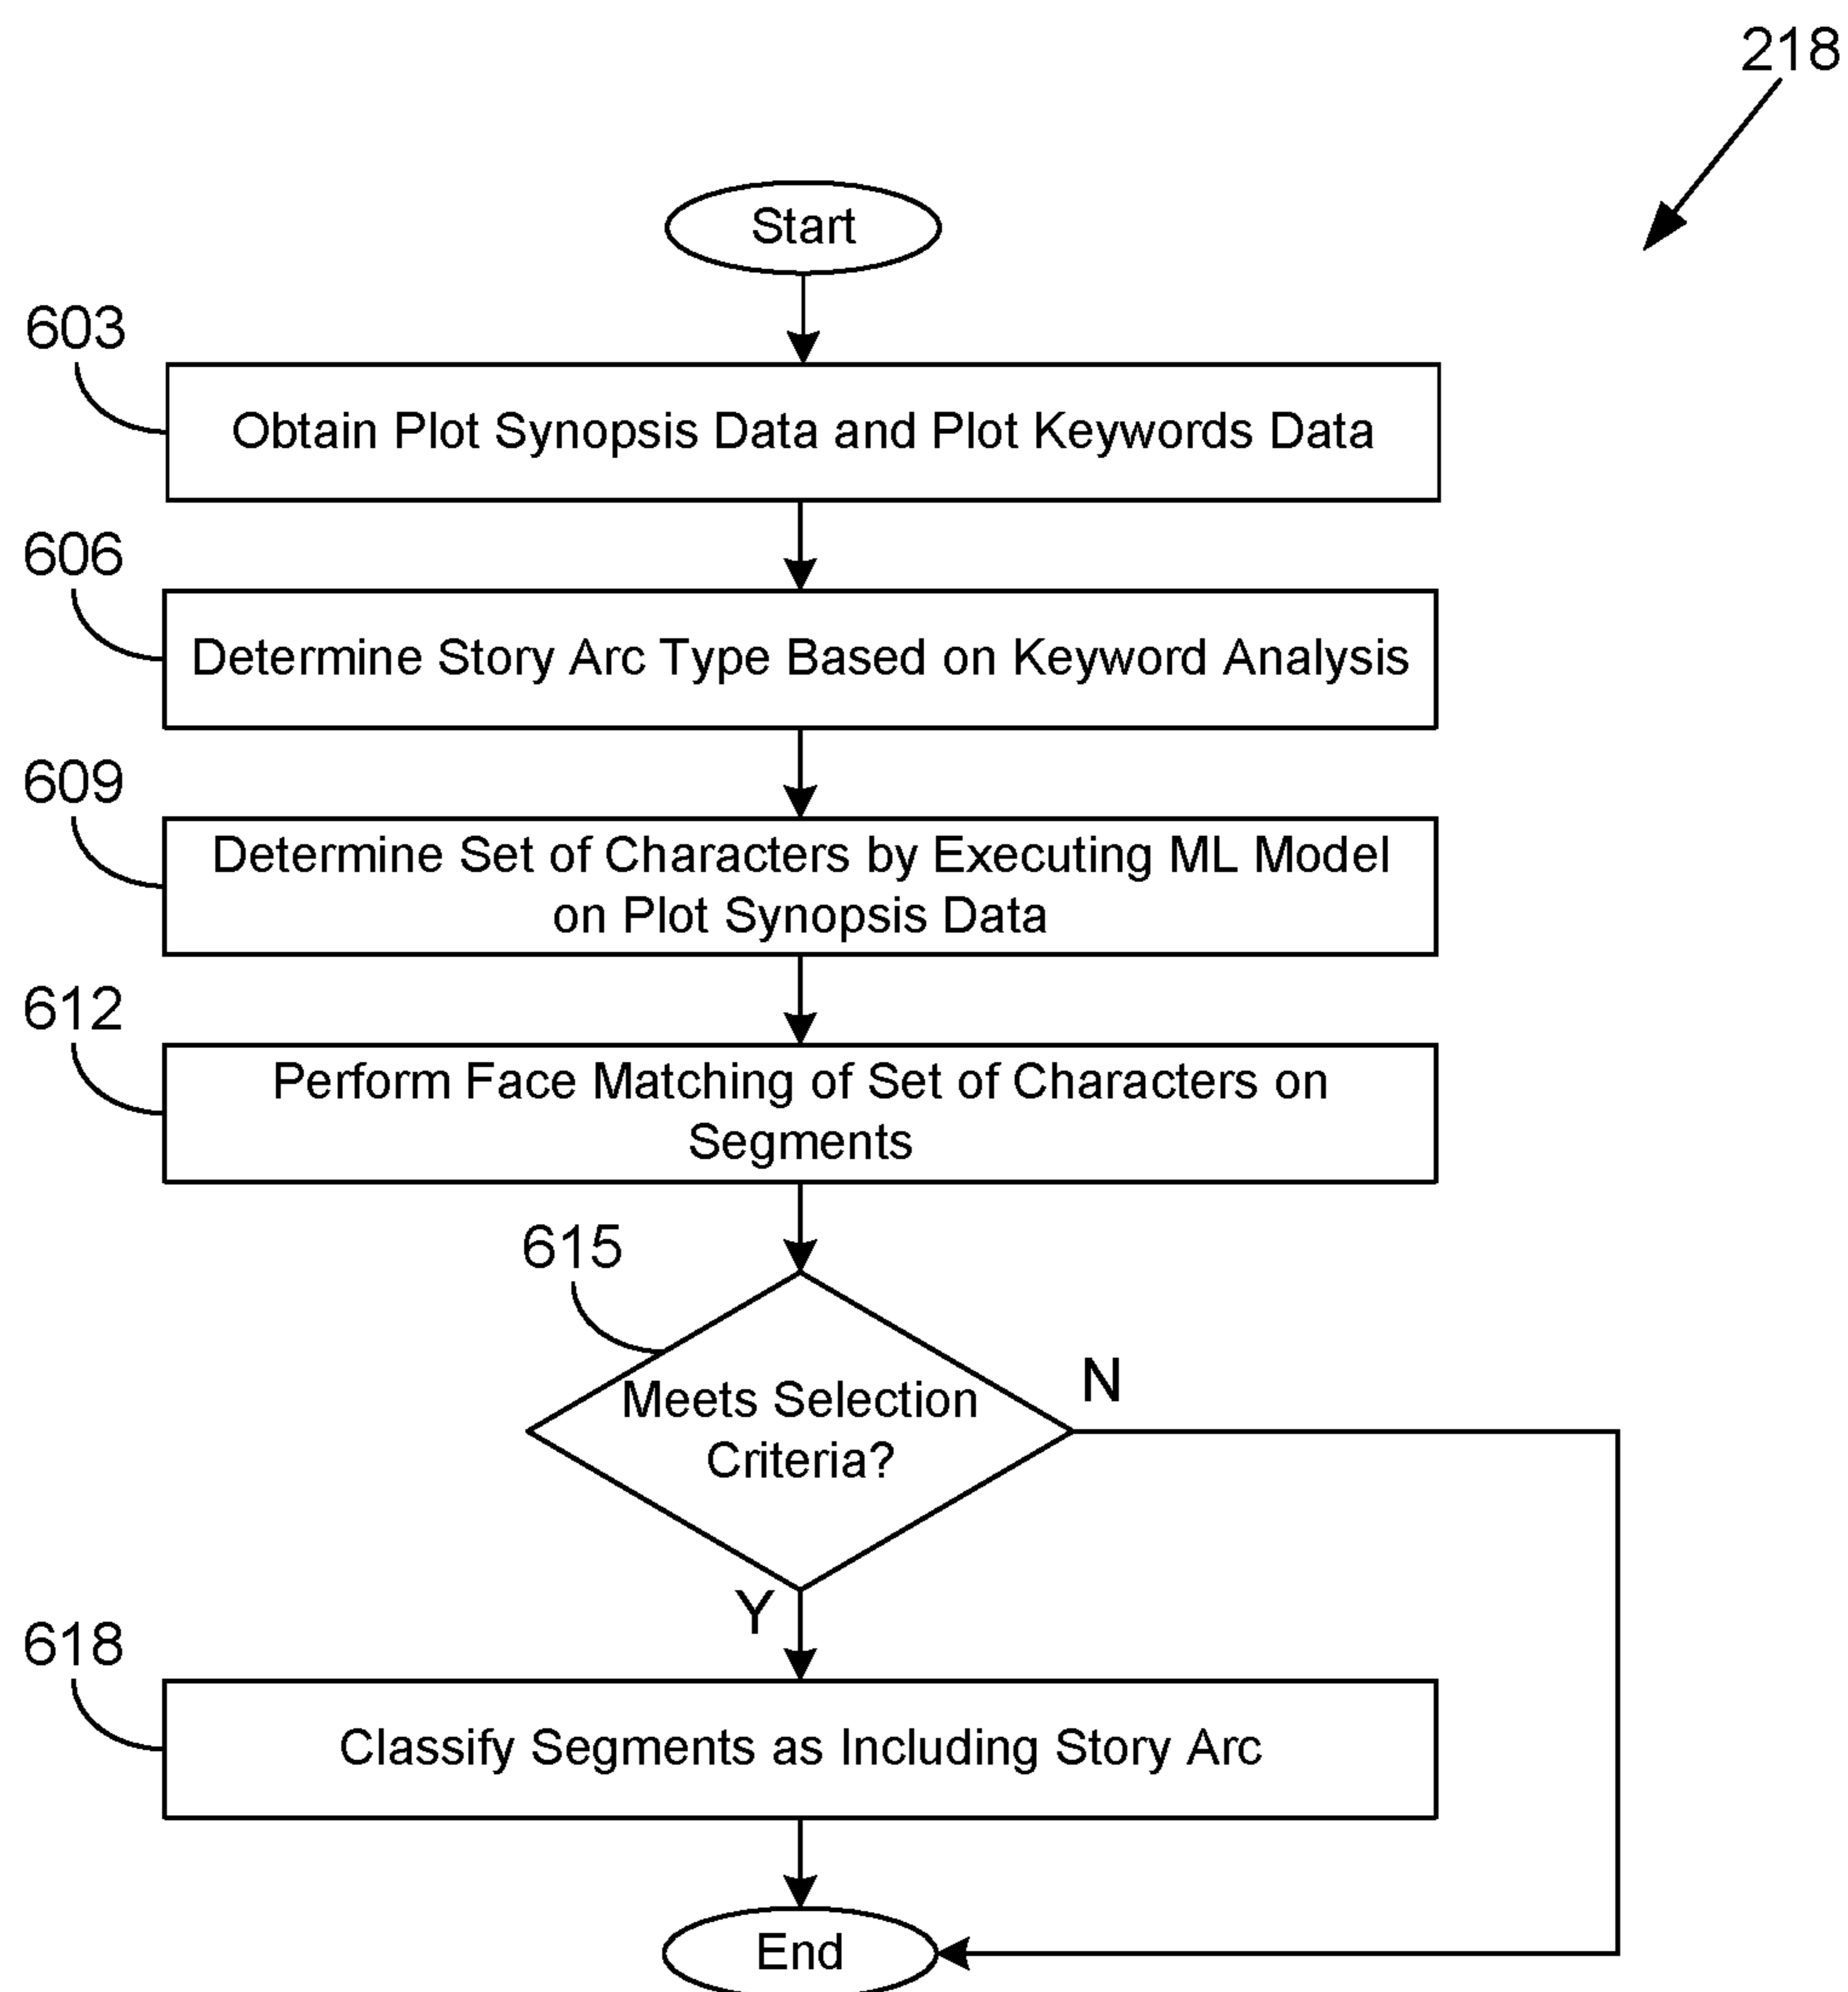 218
Start
603
Obtain Plot Synopsis Data and Plot Keywords Data
606
Determine Story Arc Type Based on Keyword Analysis
609
Determine Set of Characters by Executing ML Model
on Plot Synopsis Data
612
Perform Face Matching of Set of Characters on
Segments
615
Meets Selection
Criteria?
N
Y
618
Classify Segments as Including Story Arc
End